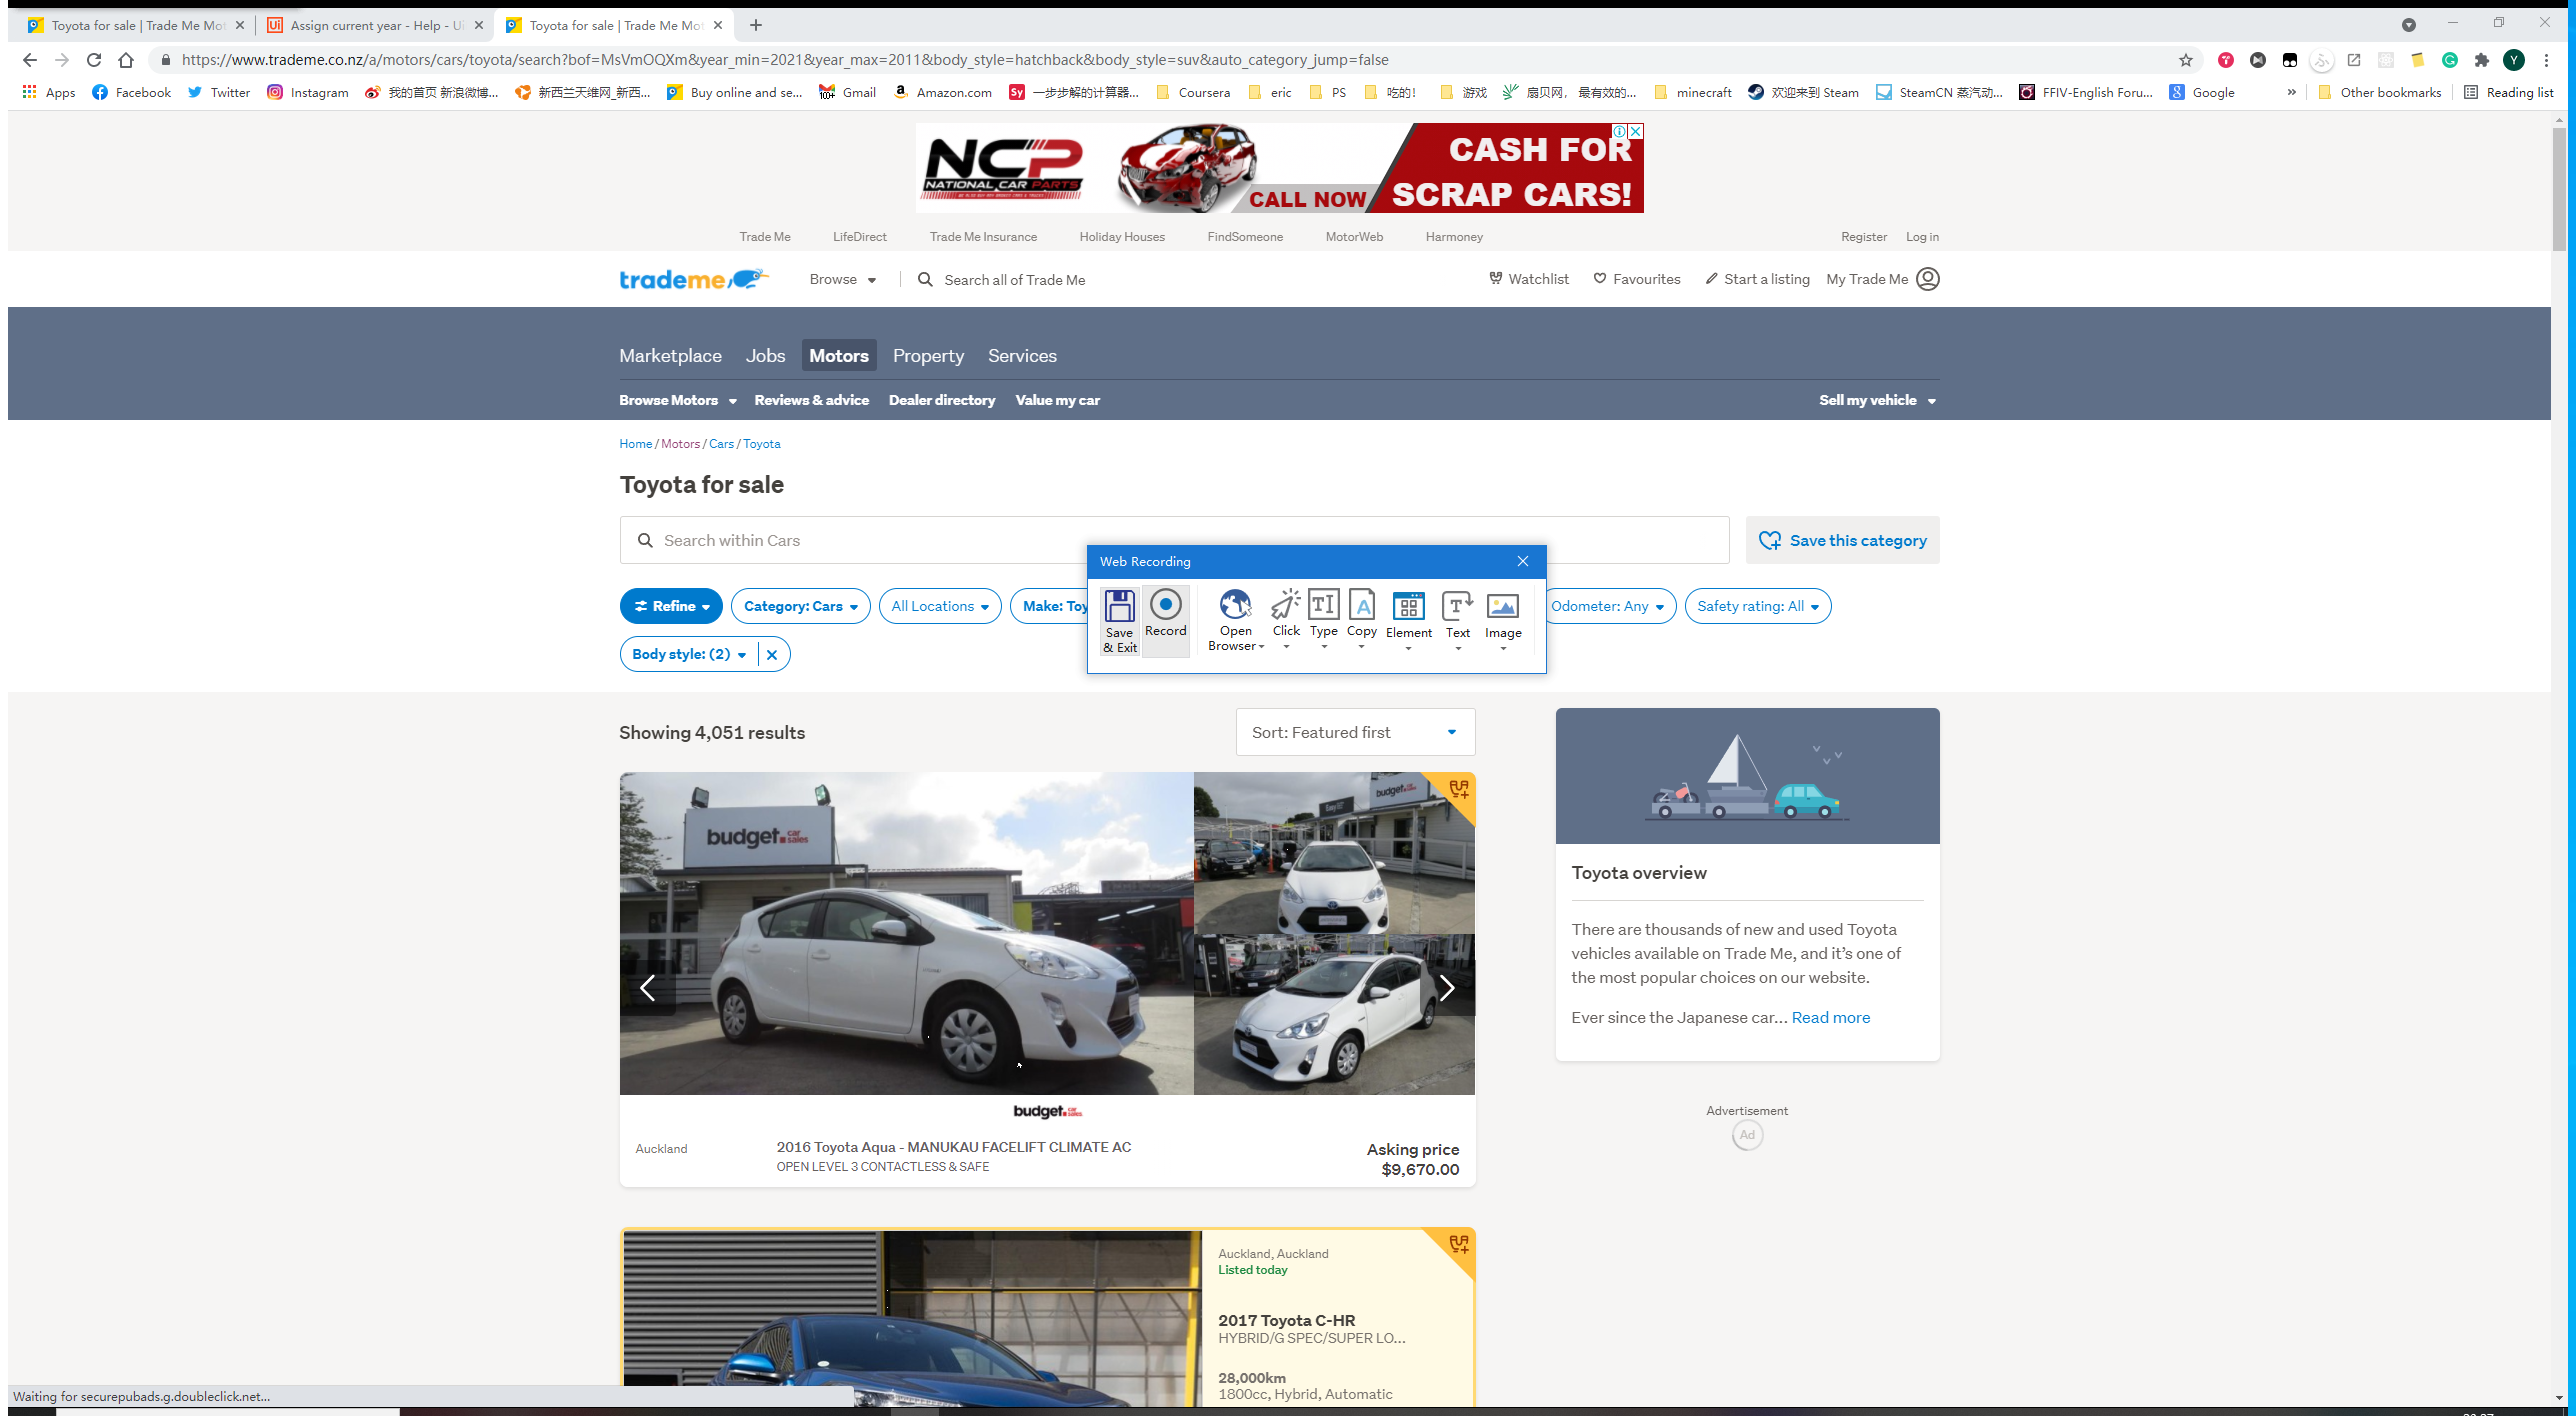 Toyota for sale | Trade Me Mot
Assign current year - Help - Ui
Toyota for sale | Trade Me Mot
https://www.trademe.co.nz/a/motors/cars/toyota/search?bof=MsVmOQXm&year_min=2021&year_max=2011&body_style=hatchback&body_style=suv&auto_category_jump=false
Y
Apps
Facebook
Twitter
Instagram
我的首页 新浪微博...
新西兰天维网_新西...
Buy online and se...
Gmail
Amazon.com
Sy 一步步解的计算器...
Coursera
eric
PS
吃的!
游戏
扇贝网，最有效的...
minecraft
欢迎来到 Steam
SteamCN 蒸汽动...
FFIV-English Foru...
Google
»
Other bookmarks
Reading list
NCP
NATIONAL CAR PARTS
CALL NOW
CASH FOR
SCRAP CARS!
Trade Me
LifeDirect
Trade Me Insurance
Holiday Houses
FindSomeone
MotorWeb
Harmoney
Register
Log in
trademe
Browse
Search all of Trade Me
Watchlist
Favourites
Start a listing
My Trade Me
Marketplace
Jobs
Motors
Property
Services
Browse Motors
Reviews & advice
Dealer directory
Value my car
Sell my vehicle
Home / Motors / Cars / Toyota
Toyota for sale
Search within Cars
Save this category
Web Recording
Save & Exit
Record
Open Browser
Click
Type
Copy
Element
Text
Image
Refine
Category: Cars
All Locations
Make: Toy
Odometer: Any
Safety rating: All
Body style: (2)
Showing 4,051 results
Sort: Featured first
budget car sales
budget
budget car sales
Auckland
2016 Toyota Aqua - MANUKAU FACELIFT CLIMATE AC
OPEN LEVEL 3 CONTACTLESS & SAFE
Asking price
$9,670.00
Toyota overview
There are thousands of new and used Toyota
vehicles available on Trade Me, and it's one of
the most popular choices on our website.
Ever since the Japanese car... Read more
Advertisement
Ad
Auckland, Auckland
Listed today
2017 Toyota C-HR
HYBRID/G SPEC/SUPER LO...
28,000km
1800cc, Hybrid, Automatic
Waiting for securepubads.g.doubleclick.net...